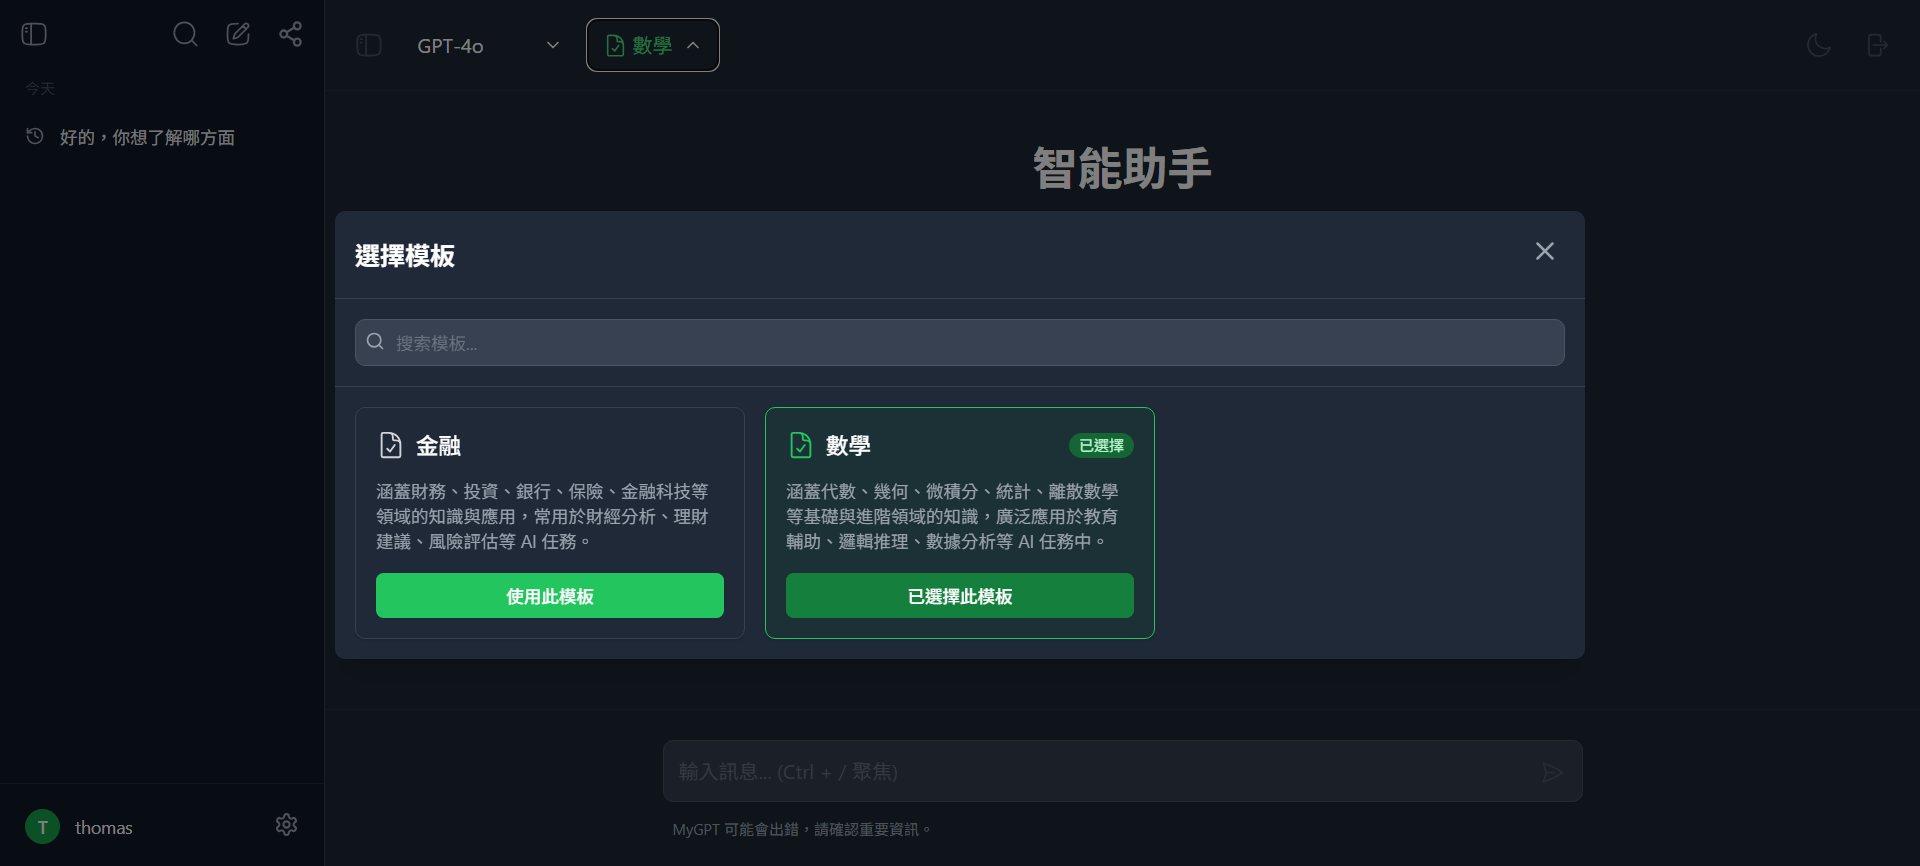 今天
好的，你想了解哪方面
T
thomas
GPT-4o
數學
智能助手
選擇模板
搜索模板...
金融
涵蓋財務、投資、銀行、保險、金融科技等
領域的知識與應用，常用於財經分析、理財
建議、風險評估等 AI 任務。
使用此模板
數學
已選擇
涵蓋代數、幾何、微積分、統計、離散數學
等基礎與進階領域的知識，廣泛應用於教育
輔助、邏輯推理、數據分析等 AI 任務中。
已選擇此模板
輸入訊息... (Ctrl + / 聚焦)
MyGPT 可能會出錯，請確認重要資訊。